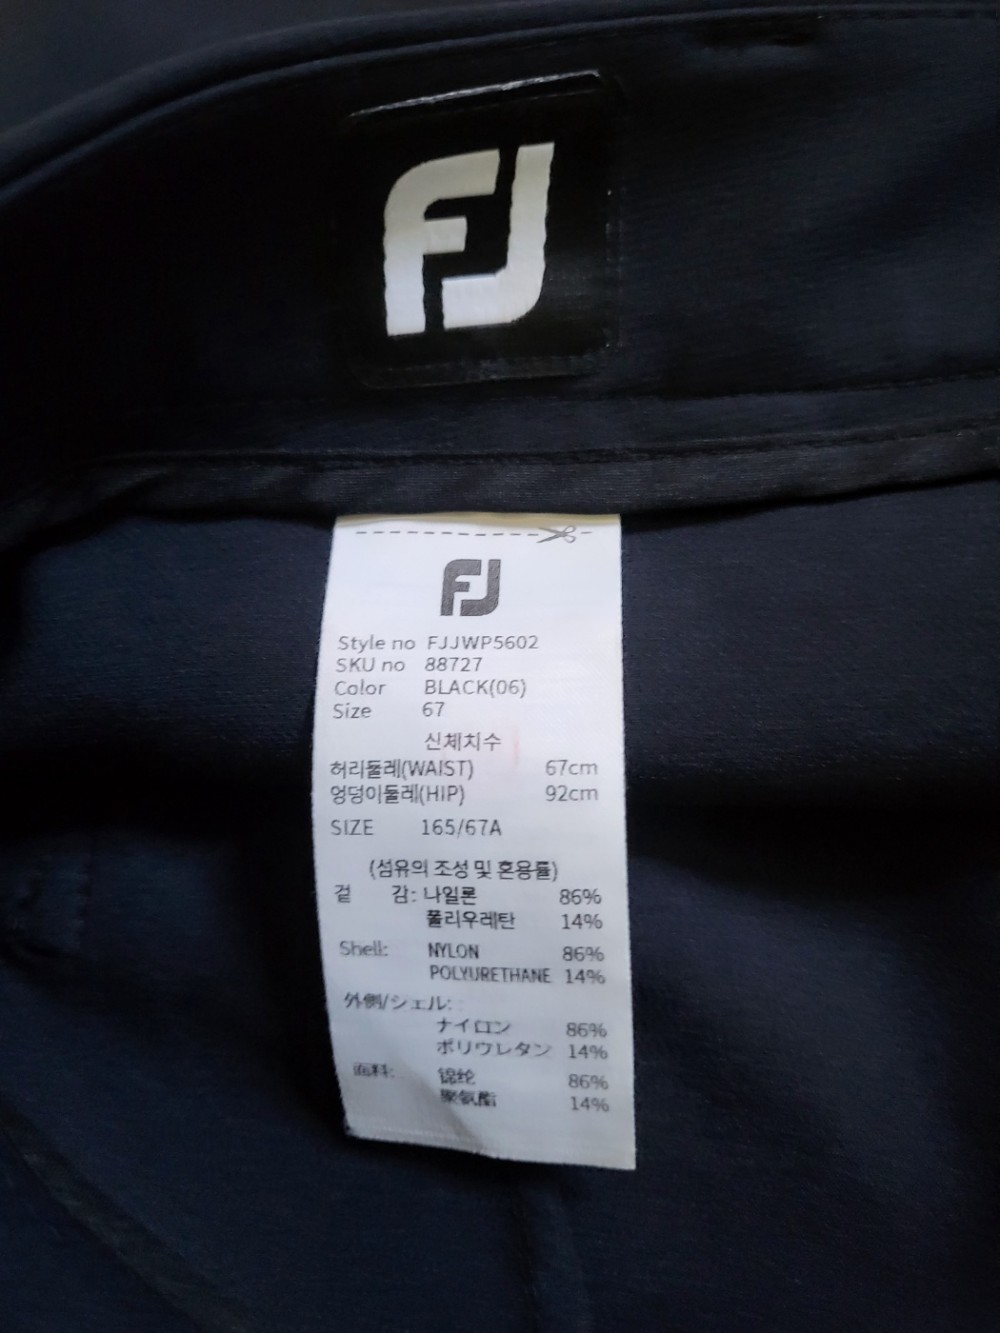 FJ
FJ
Style no FJJWP5602
SKU no 88727
Color BLACK(06)
Size 67
신체치수
허리둘레(WAIST) 67cm
엉덩이둘레(HIP) 92cm
SIZE 165/67A
(섬유의 조성 및 혼용률)
겉 감: 나일론 86%
폴리우레탄 14%
Shell: NYLON 86%
POLYURETHANE 14%
外側/シェル:
ナイロン 86%
ポリウレタン 14%
面料: 锦纶 86%
聚氨酯 14%